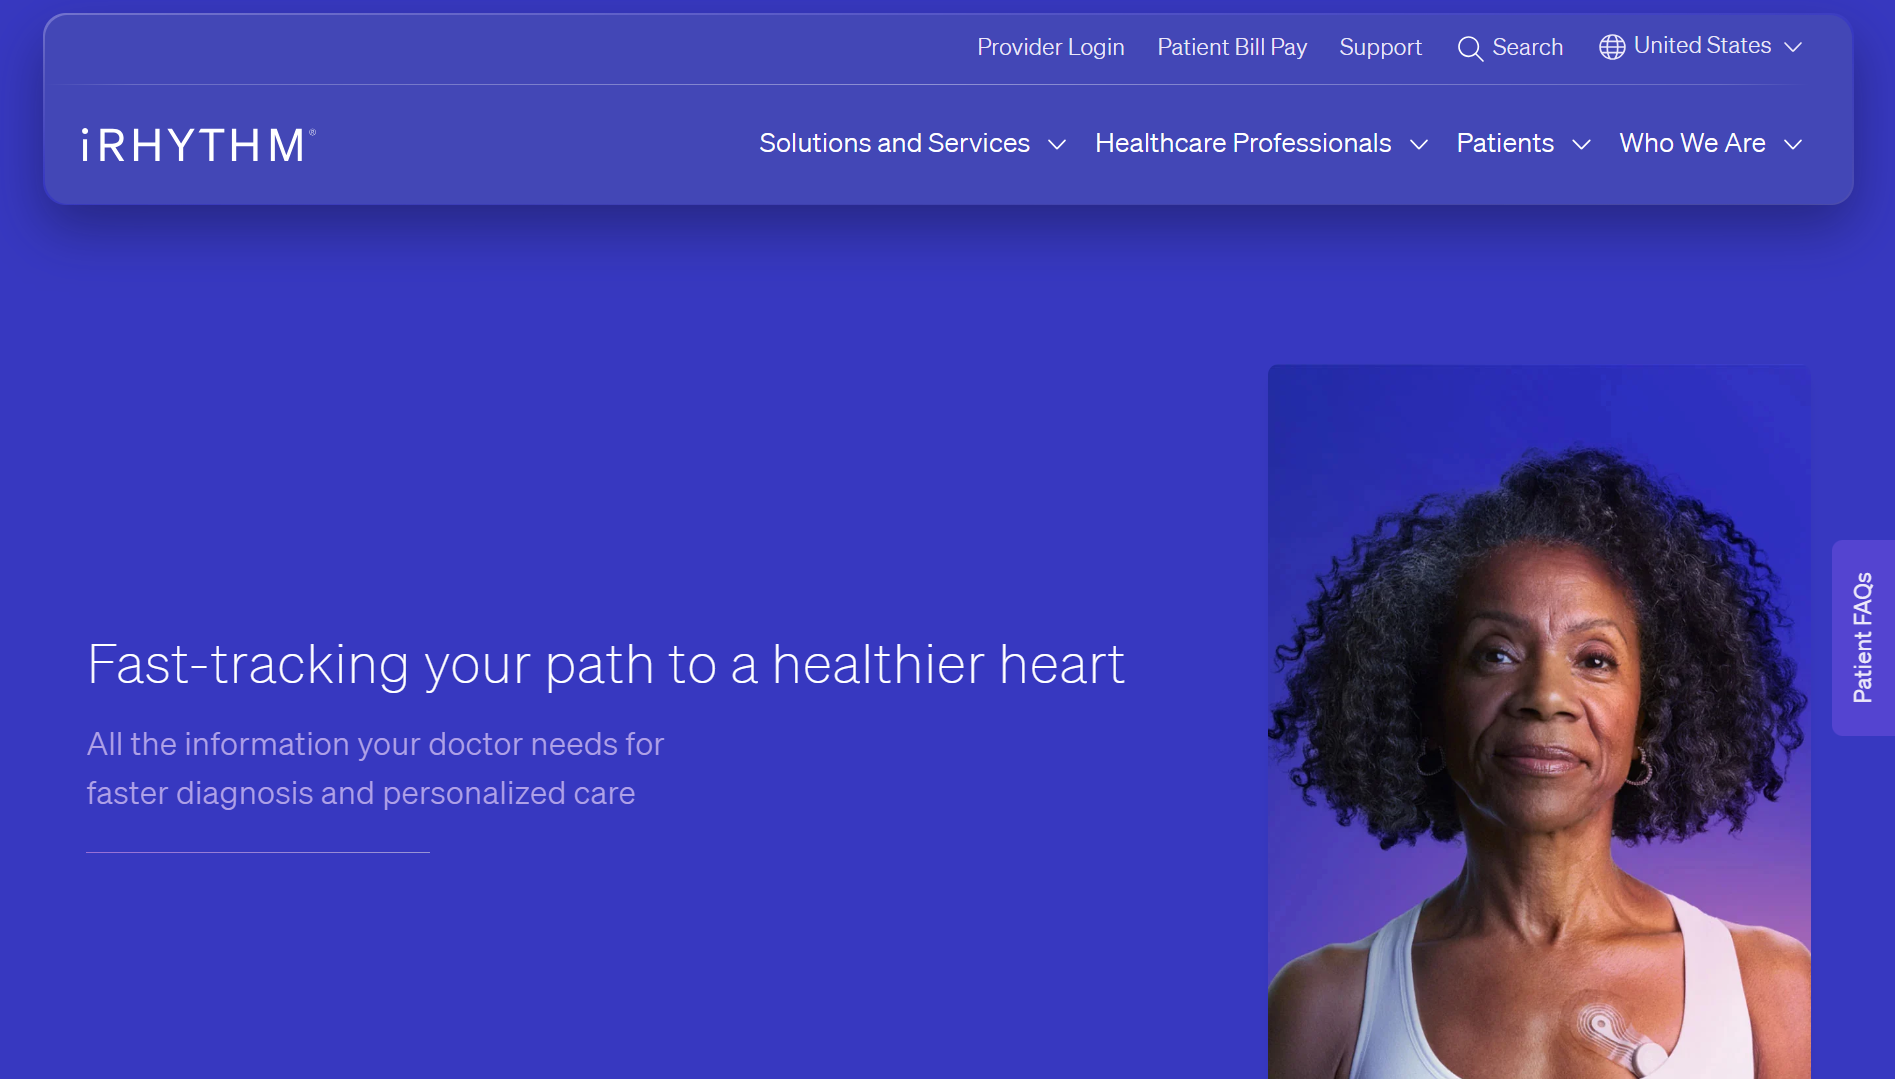 Provider Login
Patient Bill Pay
Support
Search
United States
iRHYTHM®
Solutions and Services
Healthcare Professionals
Patients
Who We Are
Fast-tracking your path to a healthier heart
All the information your doctor needs for
faster diagnosis and personalized care
Patient FAQs